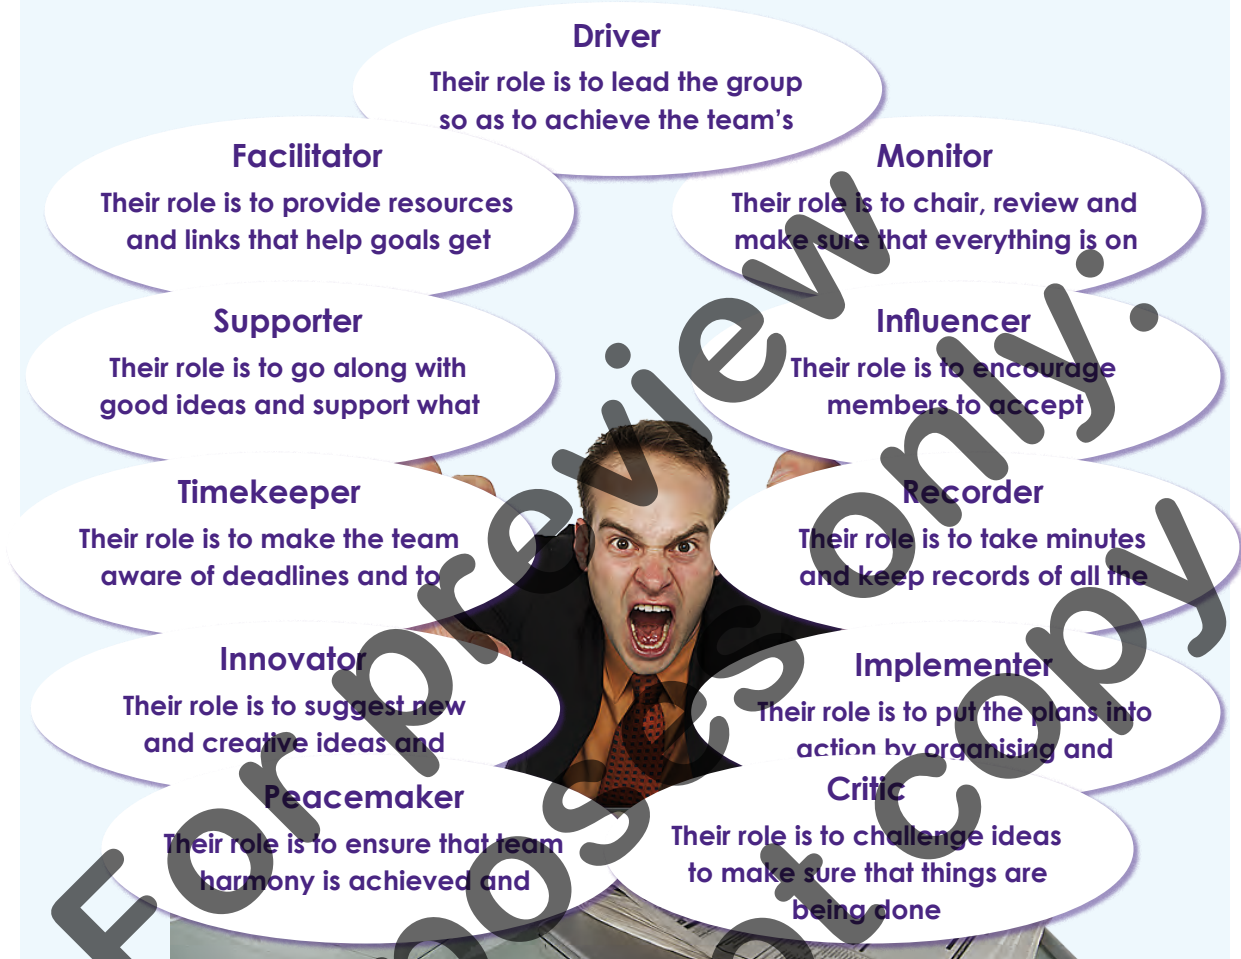 Driver
Their role is to lead the group
so as to achieve the team's
Facilitator
Their role is to provide resources
and links that help goals get
Monitor
Their role is to chair, review and
make sure that everything is on
Supporter
Their role is to go along with
good ideas and support what
Influencer
Their role is to encourage
members to accept
Timekeeper
Their role is to make the team
aware of deadlines and to
Recorder
Their role is to take minutes
and keep records of all the
Innovator
Their role is to suggest new
and creative ideas and
Implementer
Their role is to put the plans into
action by organising and
Peacemaker
Their role is to ensure that team
harmony is achieved and
Critic
Their role is to challenge ideas
to make sure that things are
being done
For preview
only:
copy